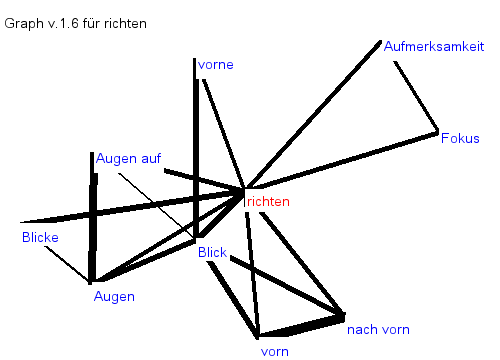 Graph v.1.6 für richten
Aufmerksamkeit
vorne
Fokus
Augen auf
richten
Blicke
Blick
Augen
nach vorn
vorn